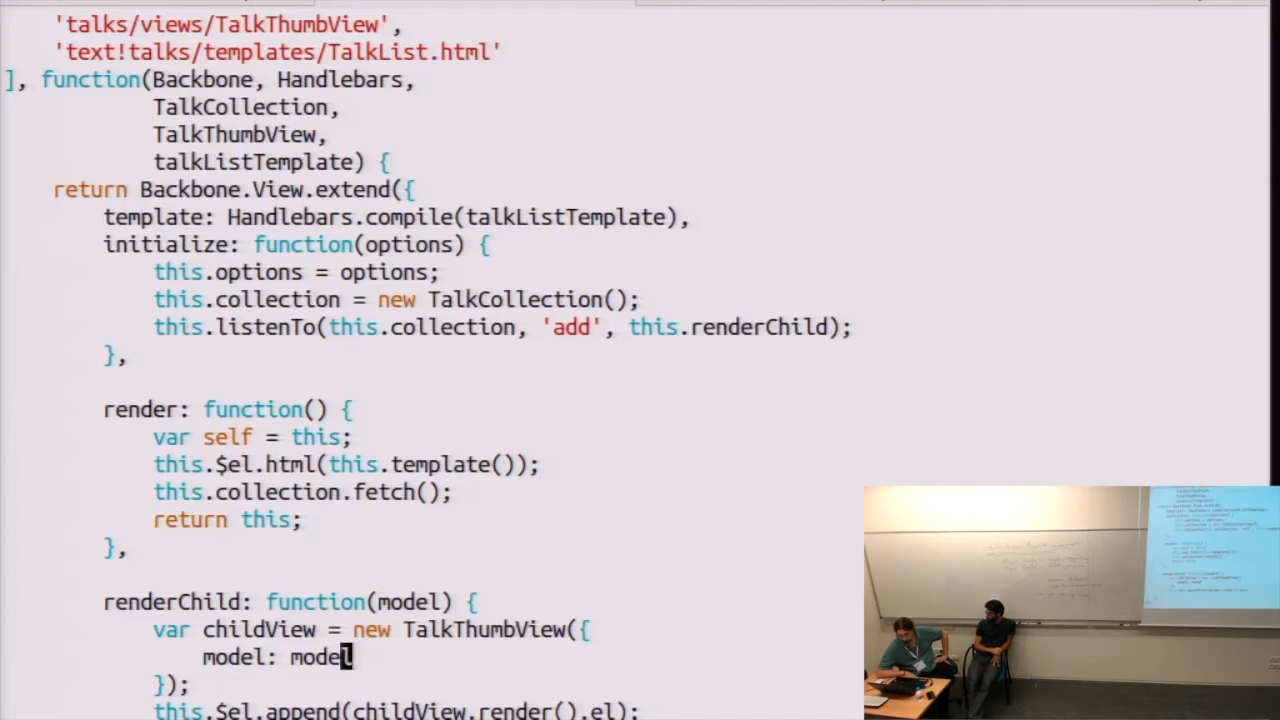 'talks/views/TalkThumbView',
'text!talks/templates/TalkList.html'
], function(Backbone, Handlebars,
TalkCollection,
TalkThumbView,
talkListTemplate) {
return Backbone.View.extend({
template: Handlebars.compile(talkListTemplate),
initialize: function(options) {
this.options = options;
this.collection = new TalkCollection();
this.listenTo(this.collection, 'add', this.renderChild);
},
render: function() {
var self = this;
this.$el.html(this.template());
this.collection.fetch();
return this;
},
renderChild: function(model) {
var childView = new TalkThumbView({
model: model
});
this.$el.append(childView.render().el);